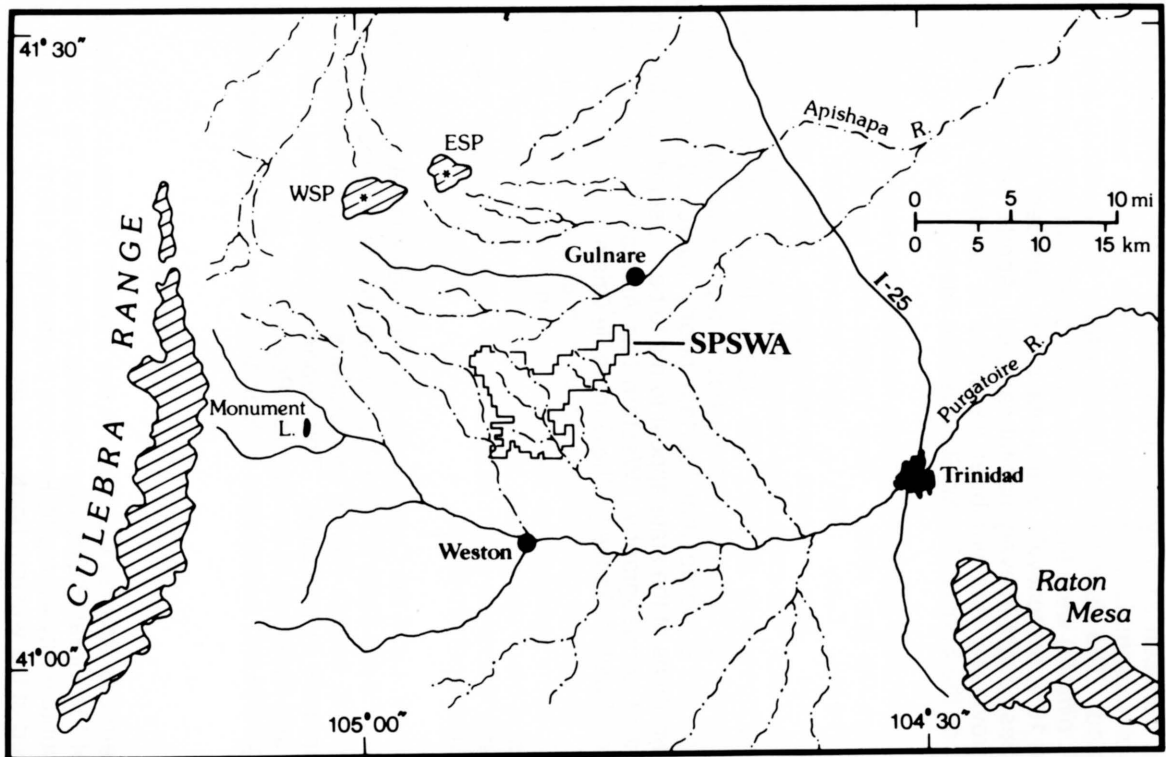 41° 30"
ESP
WSP
Apishapa R.
0 5 10 mi
0 5 10 15 km
Gulnare
I-25
SPSWA
CULEBRA RANGE
Monument
L.
Purgatoire R.
Trinidad
Weston
Raton
Mesa
41° 00"
105° 00"
104° 30"